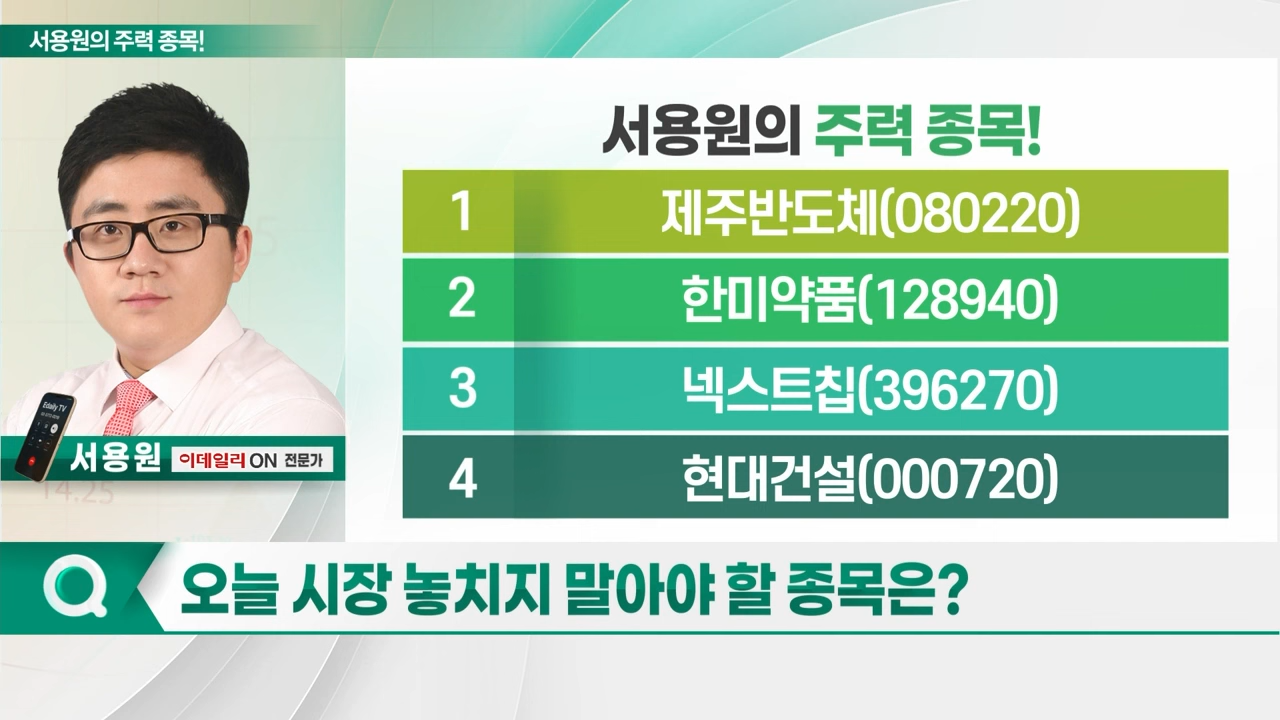 서용원의 주력 종목!
서용원의 주력 종목!
1 제주반도체(080220)
2 한미약품(128940)
3 넥스트칩(396270)
4 현대건설(000720)
Edaily TV
서용원 이데일리 ON 전문가
14.25
Q 오늘 시장 놓치지 말아야 할 종목은?